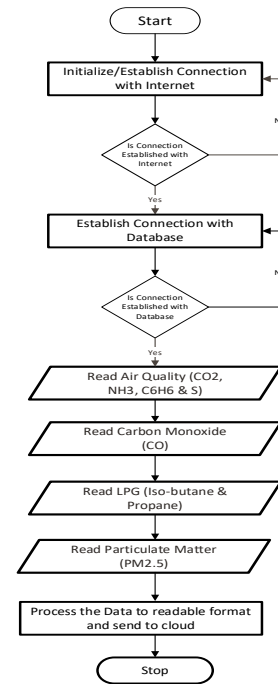 Start
Initialize/Establish Connection
with Internet
Is Connection
Established with
Internet
N
Yes
Establish Connection with
Database
Is Connection
Established with
Database
N
Yes
Read Air Quality (CO2,
NH3, C6H6 & S)
Read Carbon Monoxide
(CO)
Read LPG (Iso-butane &
Propane)
Read Particulate Matter
(PM2.5)
Process the Data to readable format
and send to cloud
Stop